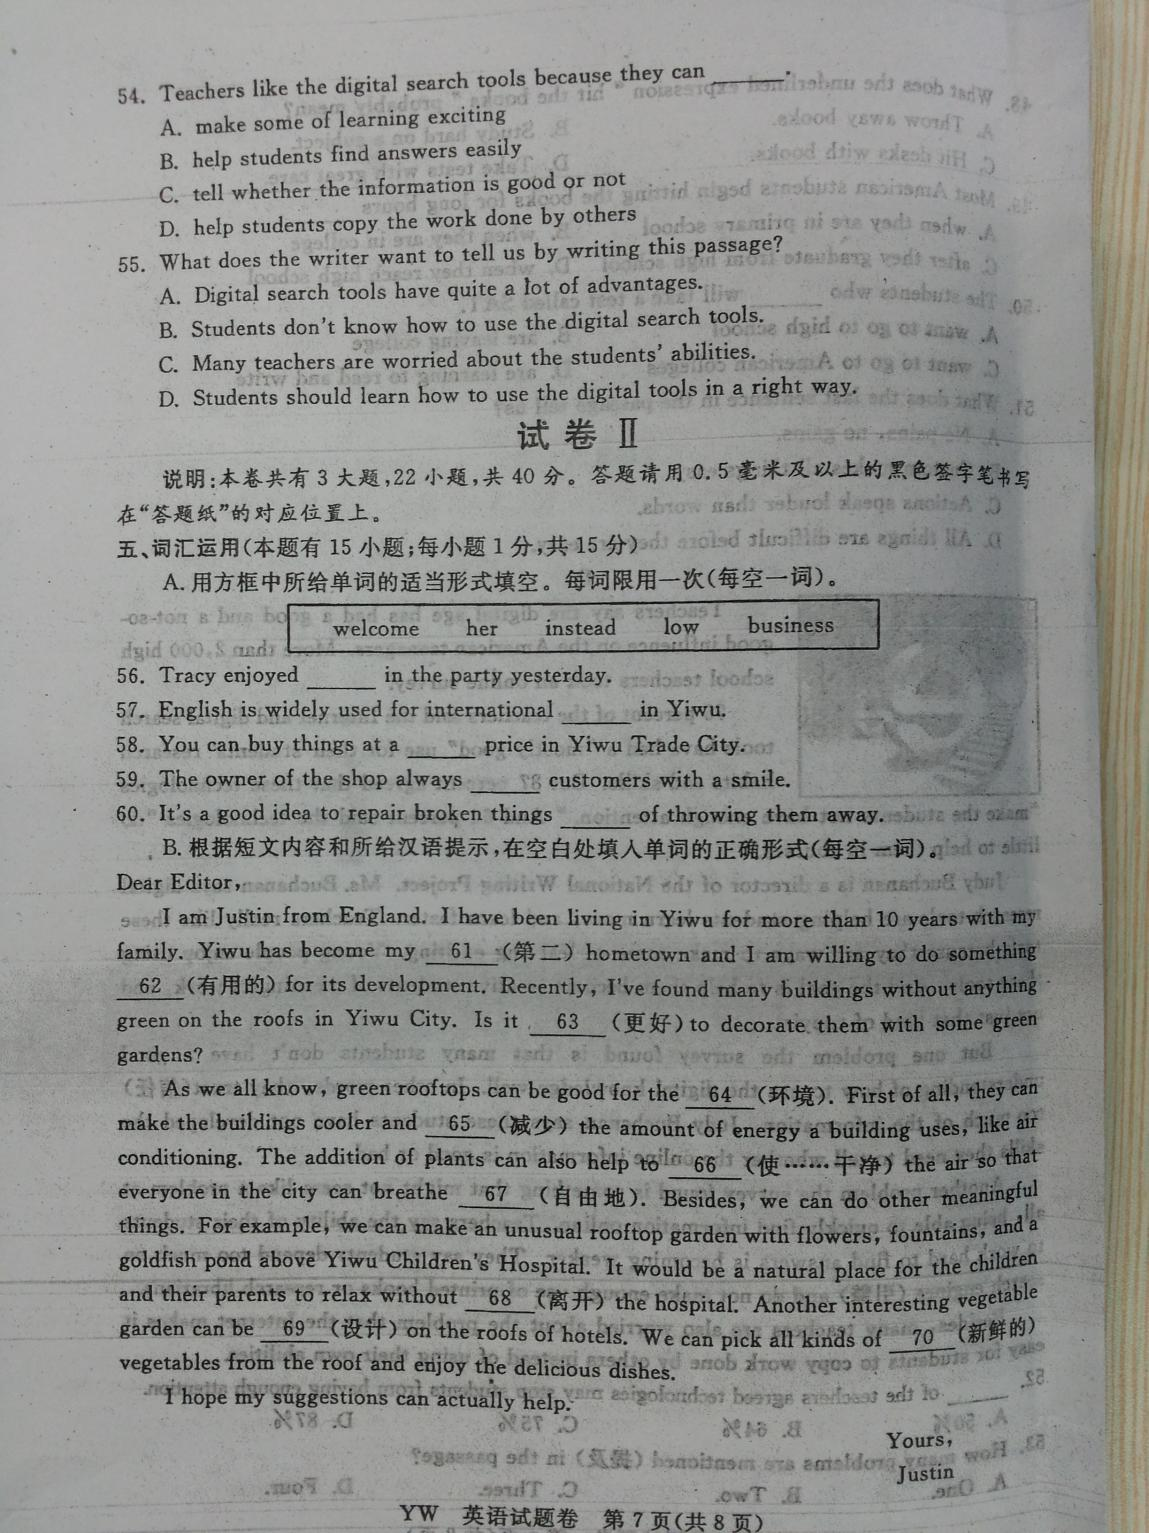 54. Teachers like the digital search tools because they can ______.
A. make some of learning exciting
B. help students find answers easily
C. tell whether the information is good or not
D. help students copy the work done by others
55. What does the writer want to tell us by writing this passage?
A. Digital search tools have quite a lot of advantages.
B. Students don't know how to use the digital search tools.
C. Many teachers are worried about the students' abilities.
D. Students should learn how to use the digital tools in a right way.
试 卷 Ⅱ
说明:本卷共有 3 大题,22 小题,共 40 分。答题请用 0.5 毫米及以上的黑色签字笔书写
在“答题纸”的对应位置上。
五、词汇运用(本题有 15 小题;每小题 1 分,共 15 分)
A. 用方框中所给单词的适当形式填空。每词限用一次(每空一词)。
welcome her instead low business
56. Tracy enjoyed ______ in the party yesterday.
57. English is widely used for international ______ in Yiwu.
58. You can buy things at a ______ price in Yiwu Trade City.
59. The owner of the shop always ______ customers with a smile.
60. It's a good idea to repair broken things ______ of throwing them away.
B. 根据短文内容和所给汉语提示,在空白处填入单词的正确形式(每空一词)。
Dear Editor,
I am Justin from England. I have been living in Yiwu for more than 10 years with my
family. Yiwu has become my 61 (第二) hometown and I am willing to do something
62 (有用的) for its development. Recently, I've found many buildings without anything
green on the roofs in Yiwu City. Is it 63 (更好) to decorate them with some green
gardens?
As we all know, green rooftops can be good for the 64 (环境). First of all, they can
make the buildings cooler and 65 (减少) the amount of energy a building uses, like air
conditioning. The addition of plants can also help to 66 (使……干净) the air so that
everyone in the city can breathe 67 (自由地). Besides, we can do other meaningful
things. For example, we can make an unusual rooftop garden with flowers, fountains, and a
goldfish pond above Yiwu Children's Hospital. It would be a natural place for the children
and their parents to relax without 68 (离开) the hospital. Another interesting vegetable
garden can be 69 (设计) on the roofs of hotels. We can pick all kinds of 70 (新鲜的)
vegetables from the roof and enjoy the delicious dishes.
I hope my suggestions can actually help.
Yours,
Justin
YW 英语试题卷 第 7 页(共 8 页)